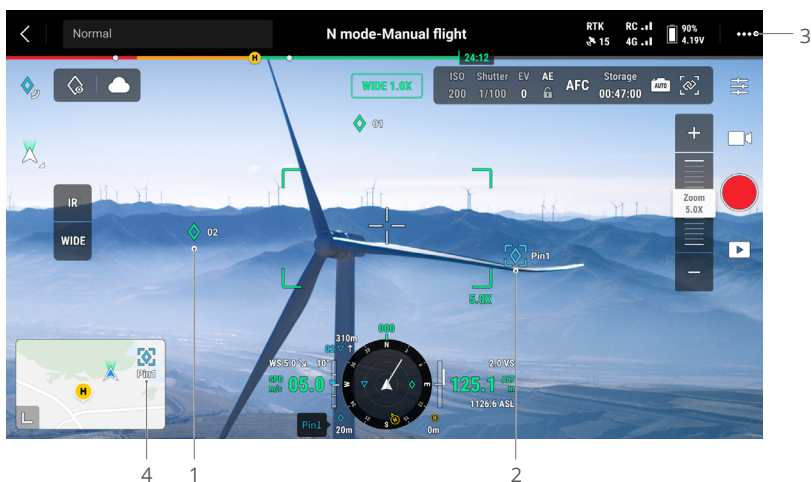 Normal
N mode-Manual flight
RTK
15
RC
4G
90%
4.19V
3
H
24:12
WIDE 1.0X
ISO
200
Shutter
1/100
EV
0
AE
AFC
Storage
00:47:00
AUTO
01
IR
WIDE
02
Pin1
Zoom
5.0X
5.0X
Pin1
H
310m
02
000
WS 5.0
10°
SPD
m/s
05.0
N
W
E
S
H
2.0 VS
125.1
ALT
m
1126.6 ASL
Pin1
20m
H
0m
4
1
2